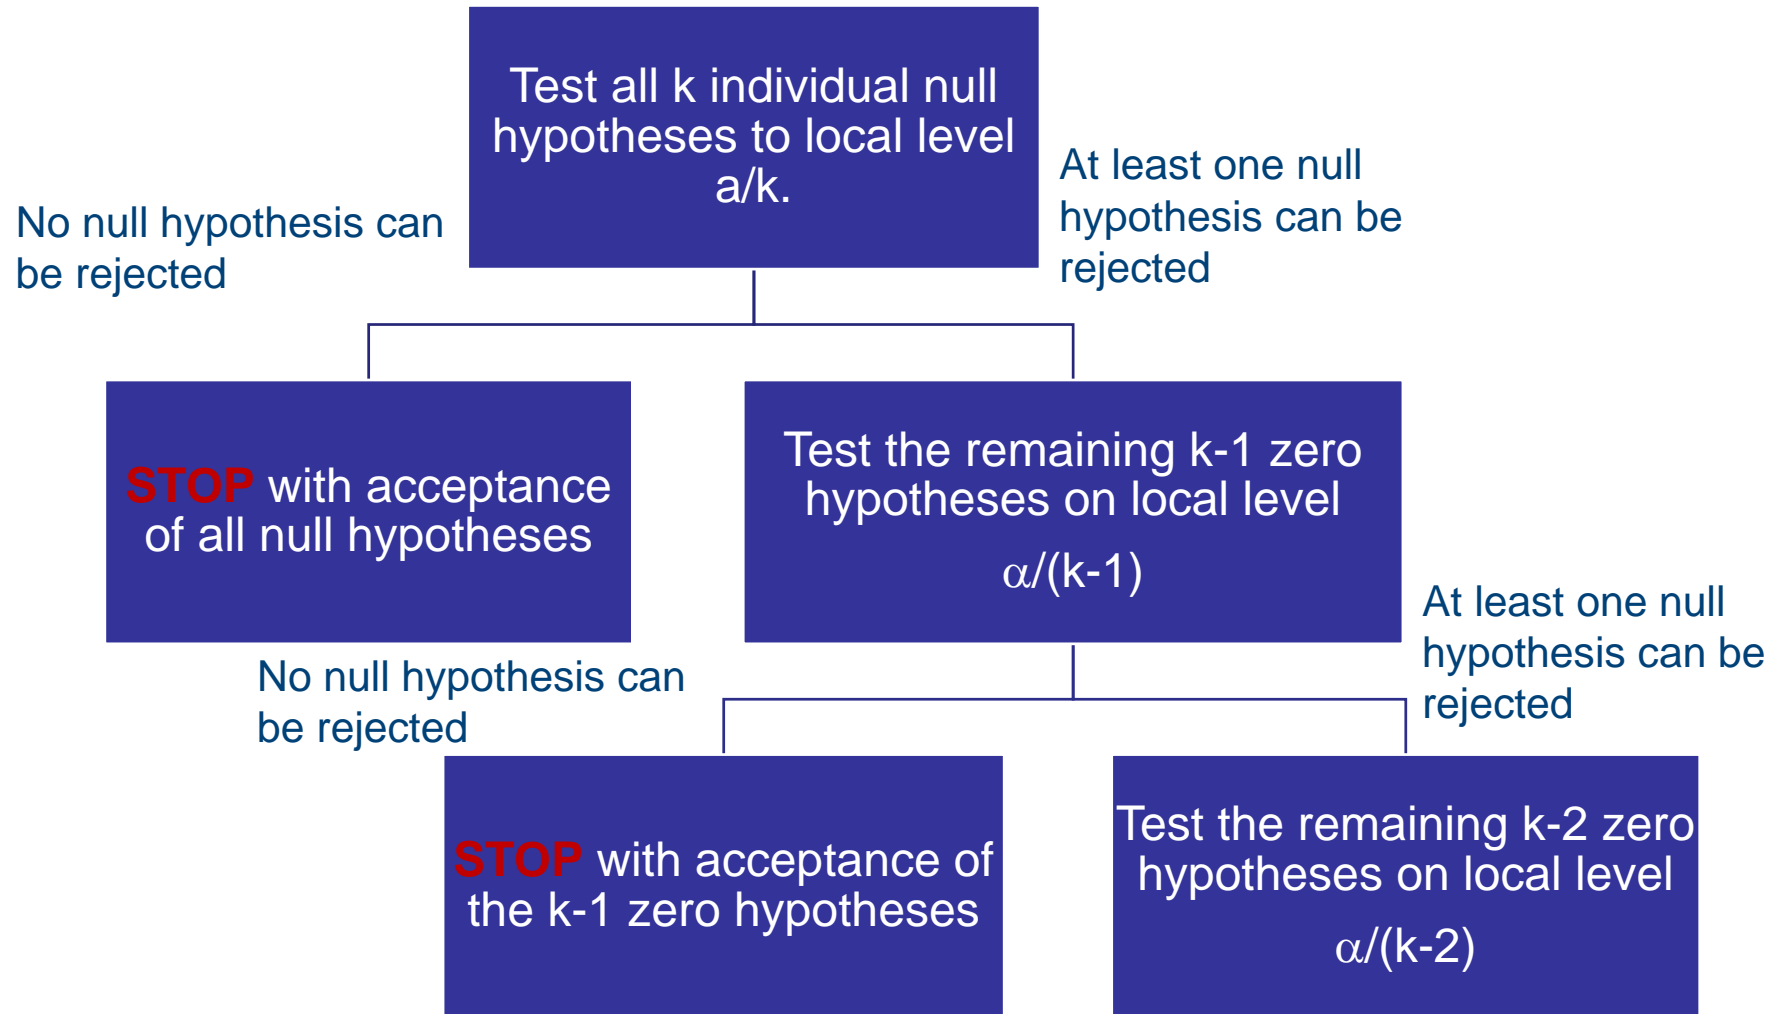 Test all k individual null
hypotheses to local level
a/k.
No null hypothesis can
be rejected
At least one null
hypothesis can be
rejected
STOP with acceptance
of all null hypotheses
Test the remaining k-1 zero
hypotheses on local level
α/(k-1)
No null hypothesis can
be rejected
At least one null
hypothesis can be
rejected
STOP with acceptance of
the k-1 zero hypotheses
Test the remaining k-2 zero
hypotheses on local level
α/(k-2)